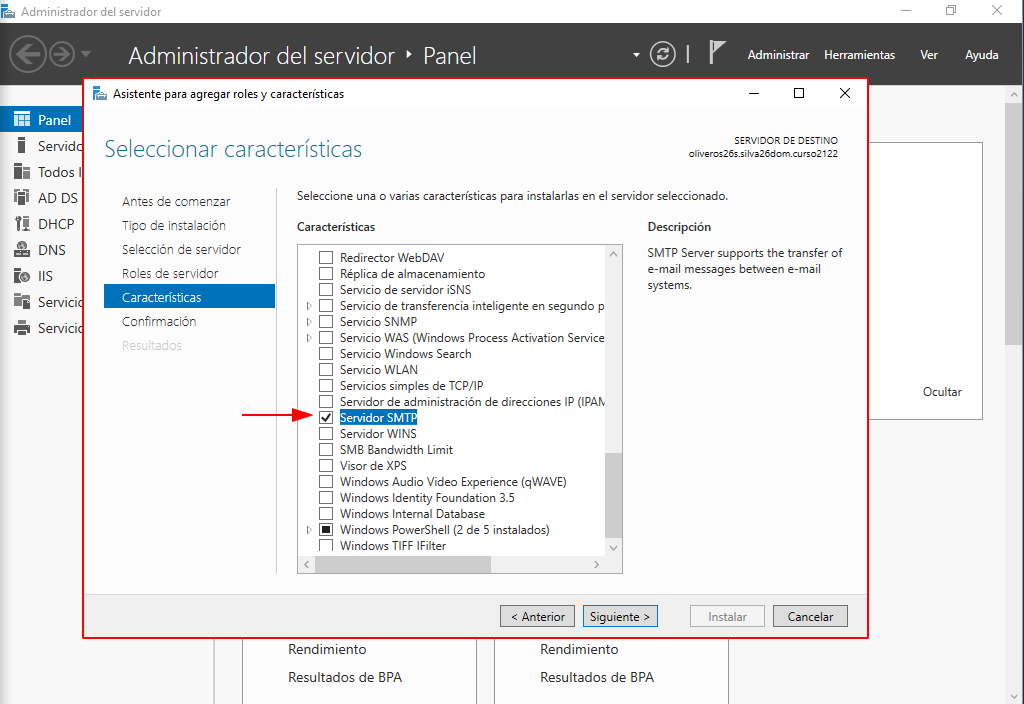 Administrador del servidor
Administrador del servidor ‣ Panel
Administrar Herramientas Ver Ayuda
Panel
Servido
Todos l
AD DS
DHCP
DNS
IIS
Servicio
Servicio
Asistente para agregar roles y características
Seleccionar características
SERVIDOR DE DESTINO
oliveros26s.silva26dom.curso2122
Antes de comenzar
Tipo de instalación
Selección de servidor
Roles de servidor
Características
Confirmación
Resultados
Seleccione una o varias características para instalarlas en el servidor seleccionado.
Características
Redirector WebDAV
Réplica de almacenamiento
Servicio de servidor iSNS
Servicio de transferencia inteligente en segundo p
Servicio SNMP
Servicio WAS (Windows Process Activation Service
Servicio Windows Search
Servicio WLAN
Servicios simples de TCP/IP
Servidor de administración de direcciones IP (IPAM
Servidor SMTP
Servidor WINS
SMB Bandwidth Limit
Visor de XPS
Windows Audio Video Experience (qWAVE)
Windows Identity Foundation 3.5
Windows Internal Database
Windows PowerShell (2 de 5 instalados)
Windows TIFF IFilter
Descripción
SMTP Server supports the transfer of
e-mail messages between e-mail
systems.
Ocultar
< Anterior
Siguiente >
Instalar
Cancelar
Rendimiento
Resultados de BPA
Rendimiento
Resultados de BPA